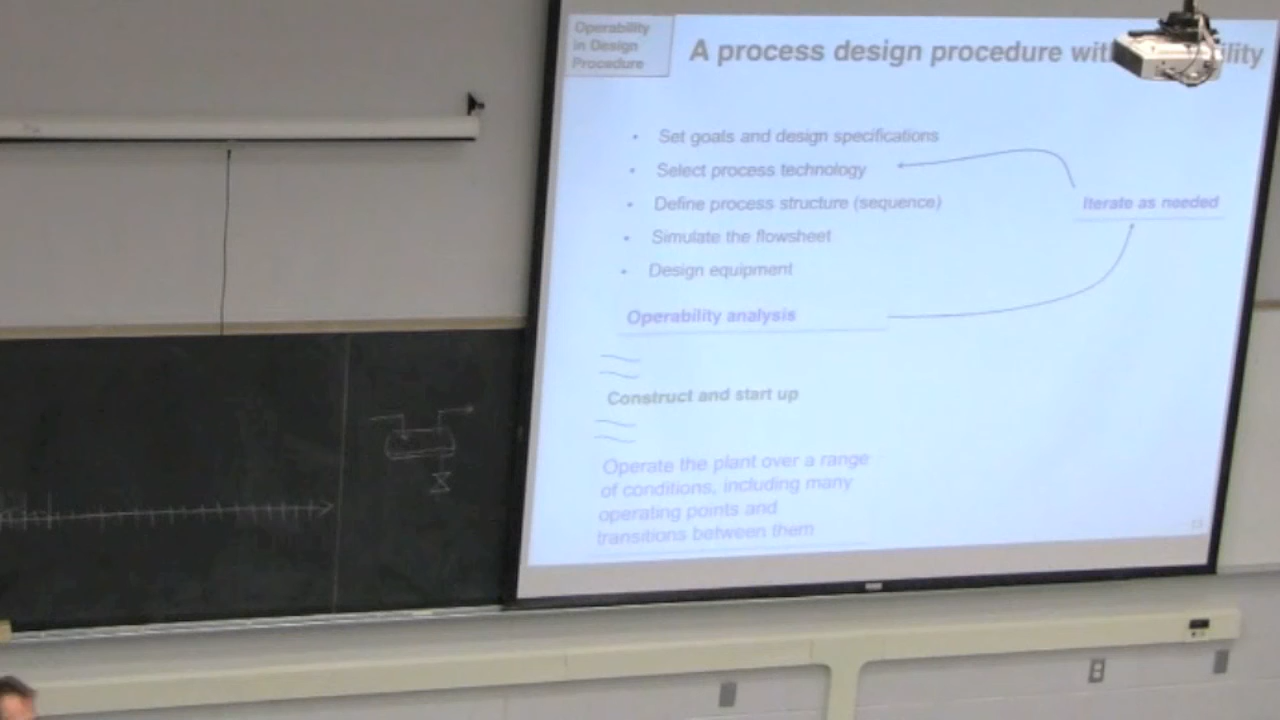 Operability
in Design
Procedure
A process design procedure
• Set goals and design specifications
• Select process technology
• Define process structure (sequence)
• Simulate the flowsheet
• Design equipment
Iterate as needed
Operability analysis
Construct and start up
Operate the plant over a range
of conditions, including many
operating points and
transitions between them